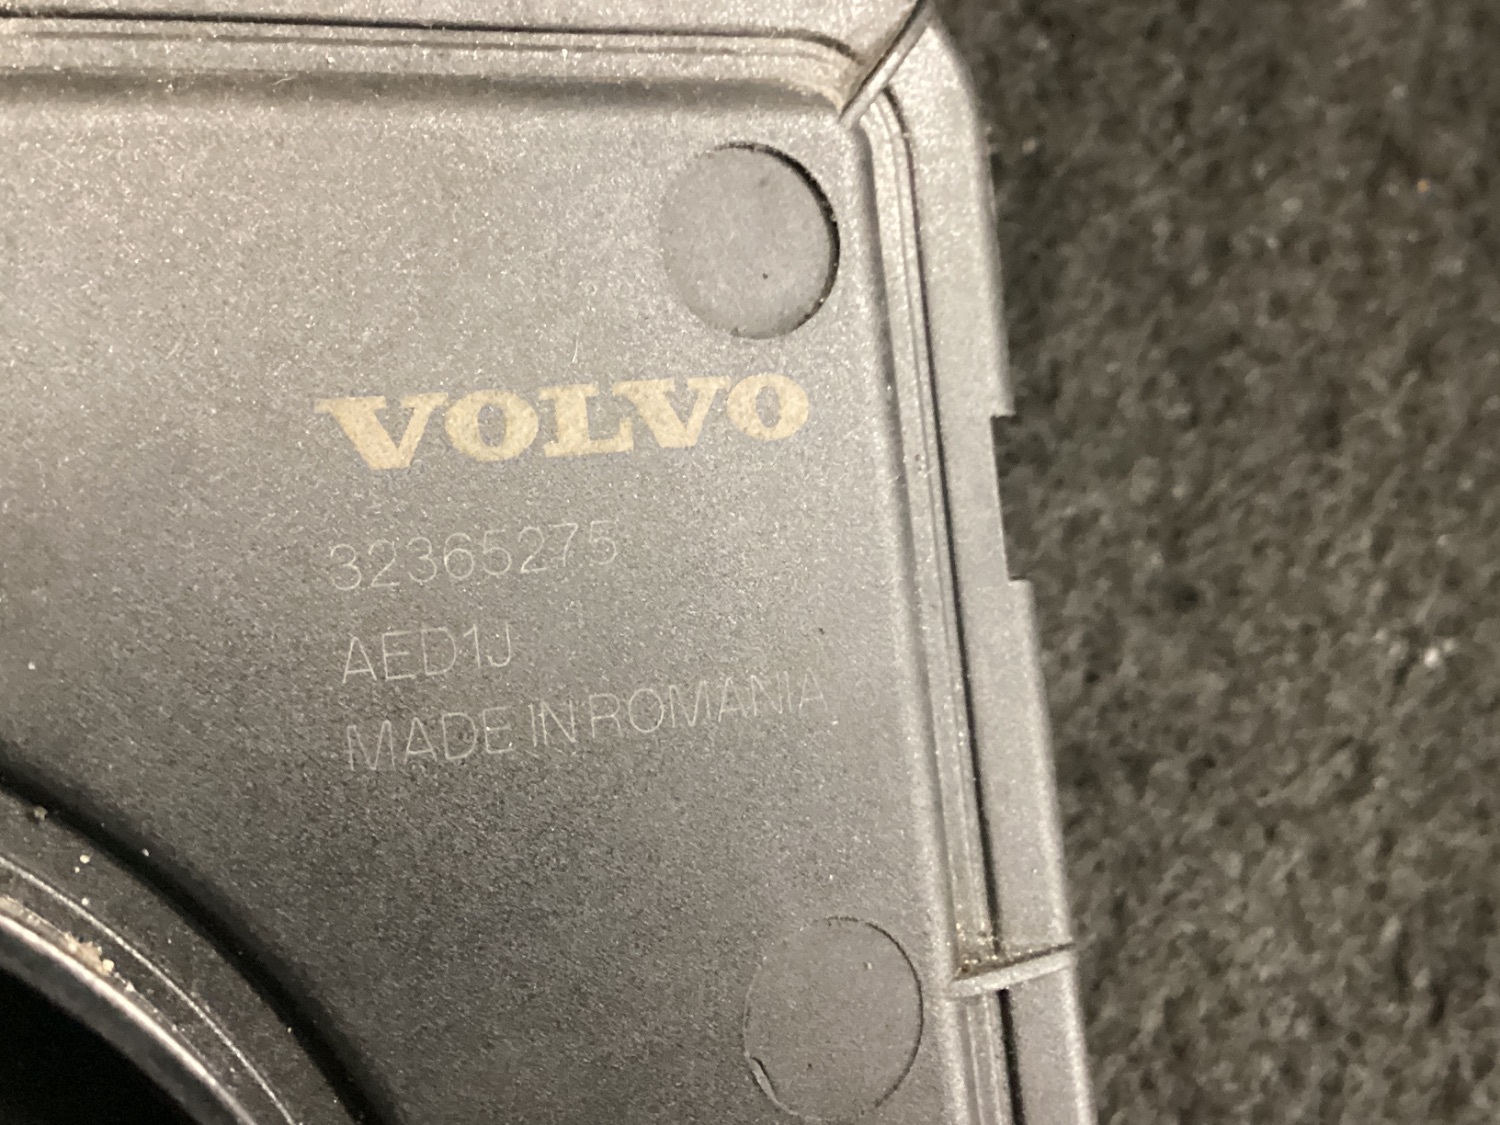 VOLVO
32365275
AED1J
MADE IN ROMANIA